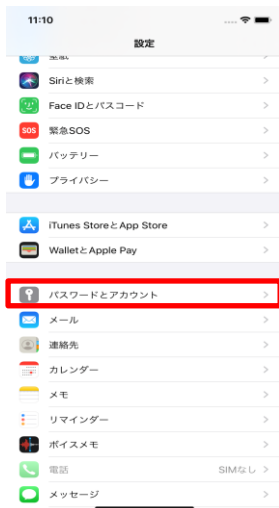 11:10
設定
壁紙
Siriと検索
Face IDとパスコード
SOS 緊急SOS
バッテリー
プライバシー
iTunes StoreとApp Store
WalletとApple Pay
パスワードとアカウント
メール
連絡先
カレンダー
メモ
リマインダー
ボイスメモ
電話 SIMなし
メッセージ